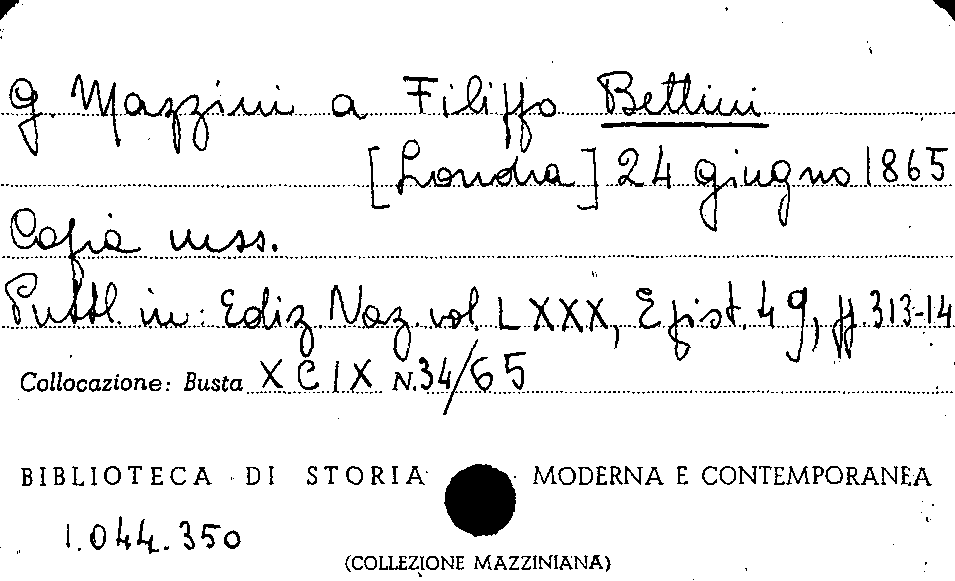 G. Mazzini a Filippo Bettini
[Londra] 24 giugno 1865
Copia mss.
Pubbl. in: Ediz Naz vol. LXXX, Epist. 49, pp. 313-14
Collocazione: Busta XCIX N. 34/65
BIBLIOTECA DI STORIA MODERNA E CONTEMPORANEA
1.044.350
(COLLEZIONE MAZZINIANA)